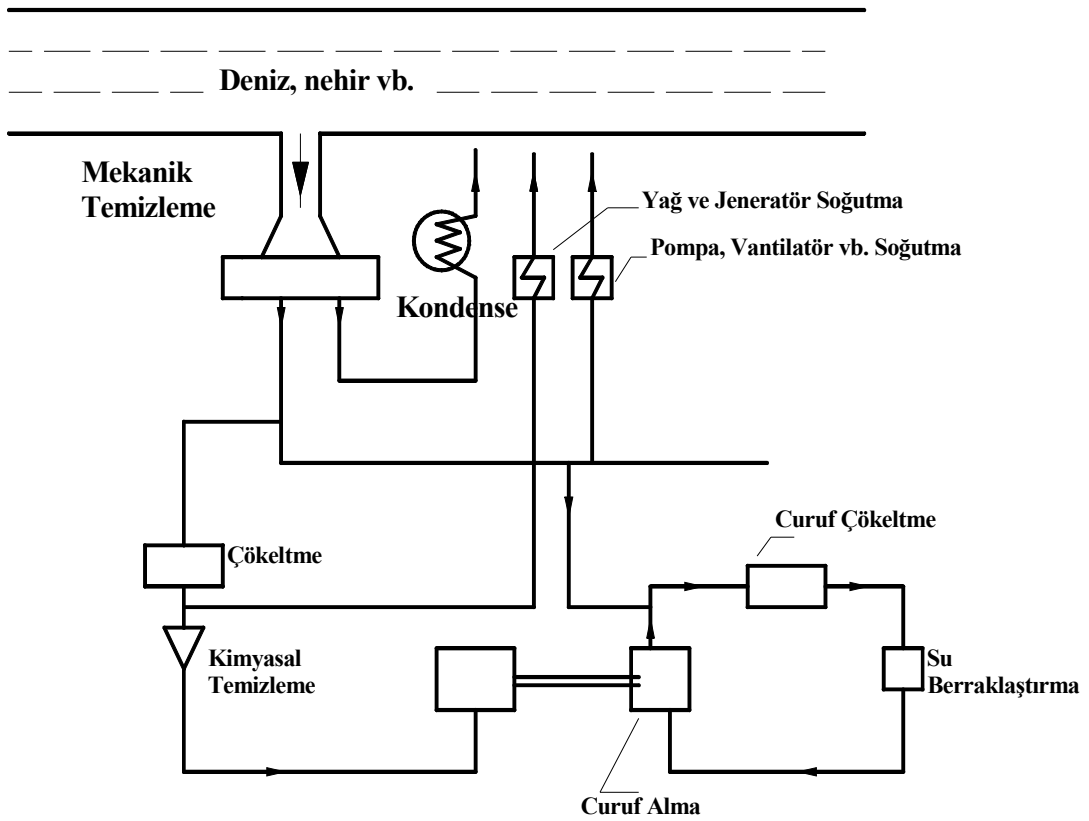 Deniz, nehir vb.
Mekanik
Temizleme
Yağ ve Jeneratör Soğutma
Pompa, Vantilatör vb. Soğutma
Kondense
Curuf Çökeltme
Çökeltme
Kimyasal
Temizleme
Su
Berraklaştırma
Curuf Alma